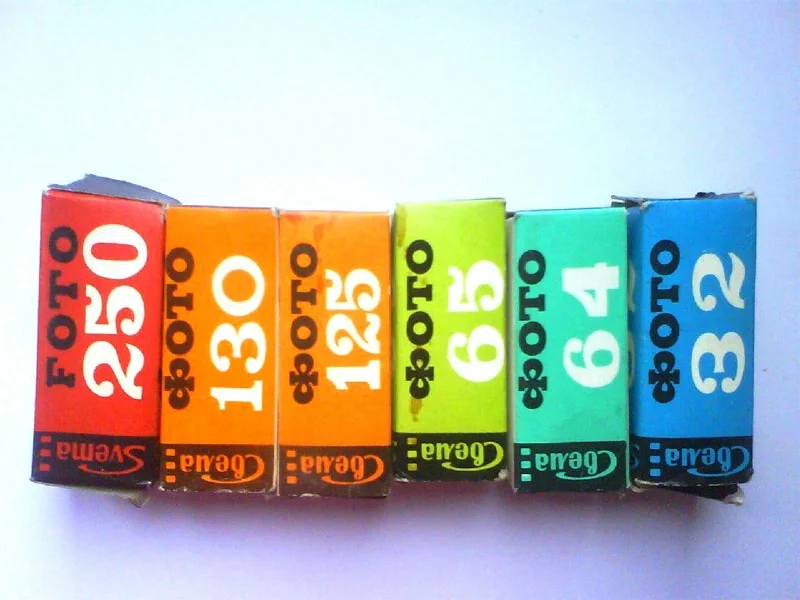 FOTO
250
Svema
ФОТО
130
Свема
ФОТО
125
Свема
ФОТО
65
Свема
ФОТО
64
Свема
ФОТО
32
Свема